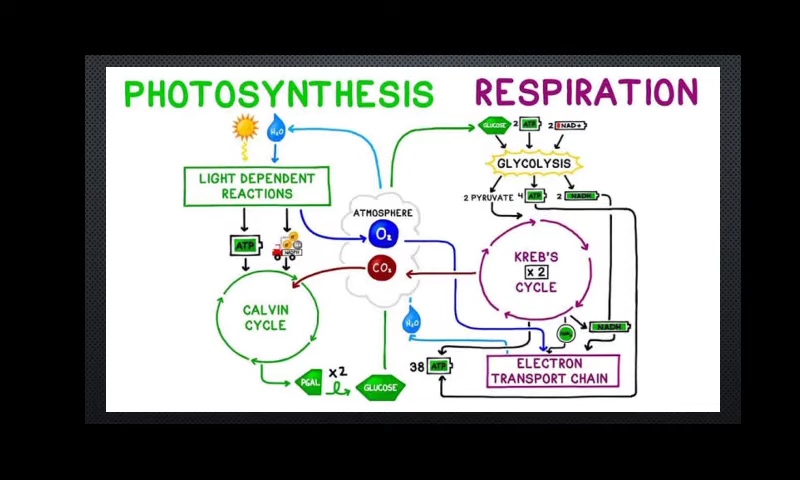 PHOTOSYNTHESIS
RESPIRATION
H₂O
LIGHT DEPENDENT
REACTIONS
ATP
NADPH
CALVIN
CYCLE
PGAL
x2
GLUCOSE
ATMOSPHERE
O₂
CO₂
H₂O
GLUCOSE
2 ATP
2 NAD+
GLYCOLYSIS
2 PYRUVATE
4 ATP
2 NADH
KREB'S
x 2
CYCLE
NADH
38 ATP
ELECTRON
TRANSPORT CHAIN